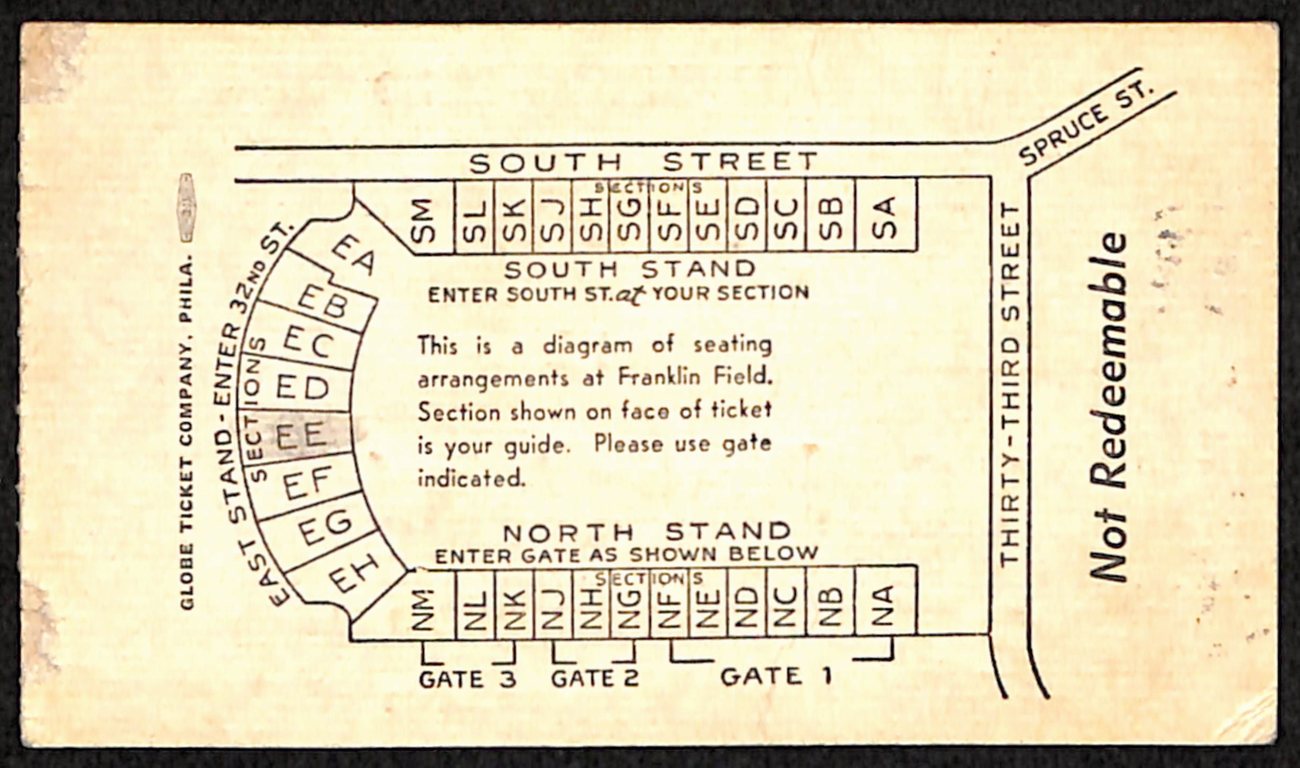 SPRUCE ST.
SOUTH STREET
SECTIONS
SM SL SK SJ SH SG SF SE SD SC SB SA
SOUTH STAND
ENTER SOUTH ST. at YOUR SECTION
This is a diagram of seating
arrangements at Franklin Field.
Section shown on face of ticket
is your guide. Please use gate
indicated.
NORTH STAND
ENTER GATE AS SHOWN BELOW
SECTIONS
NM NL NK NJ NH NG NF NE ND NC NB NA
GATE 3 GATE 2 GATE 1
EAST STAND - ENTER 32ND ST.
SECTIONS
EA
EB
EC
ED
EE
EF
EG
EH
THIRTY-THIRD STREET
Not Redeemable
GLOBE TICKET COMPANY, PHILA.